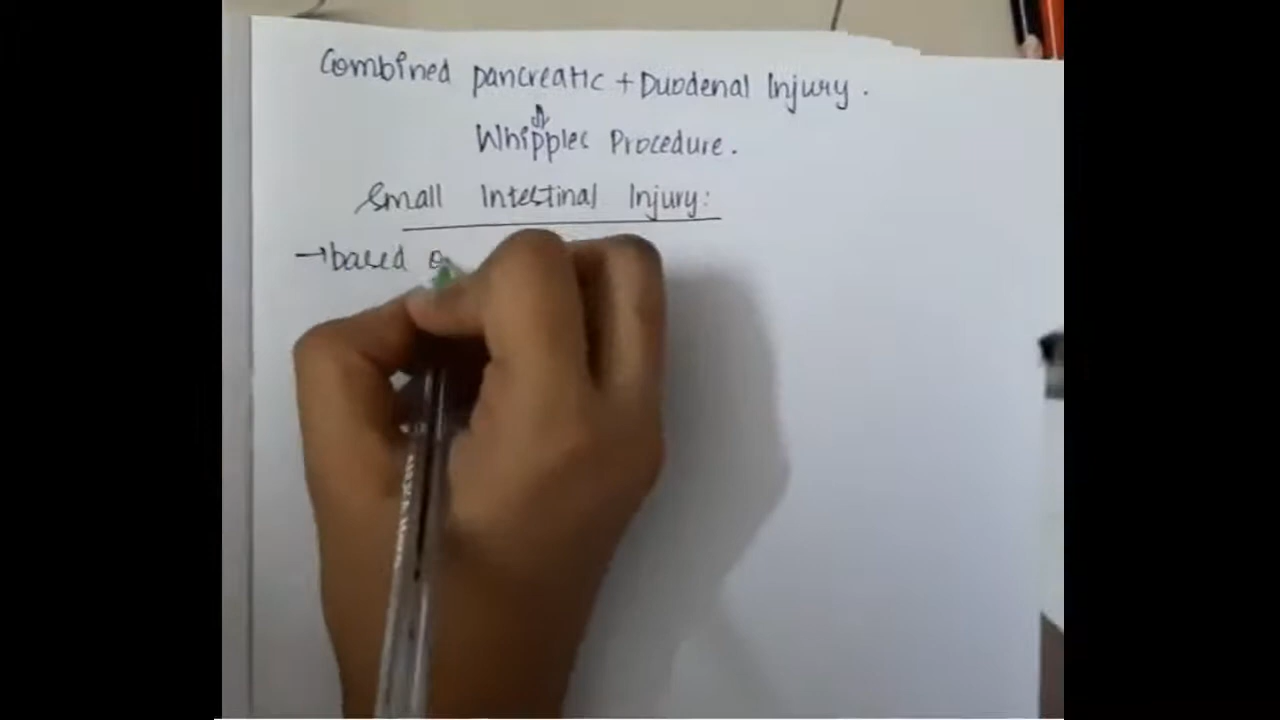 Combined pancreatic + Duodenal Injury.
⇓
Whipples Procedure.
Small Intestinal Injury:
→ based